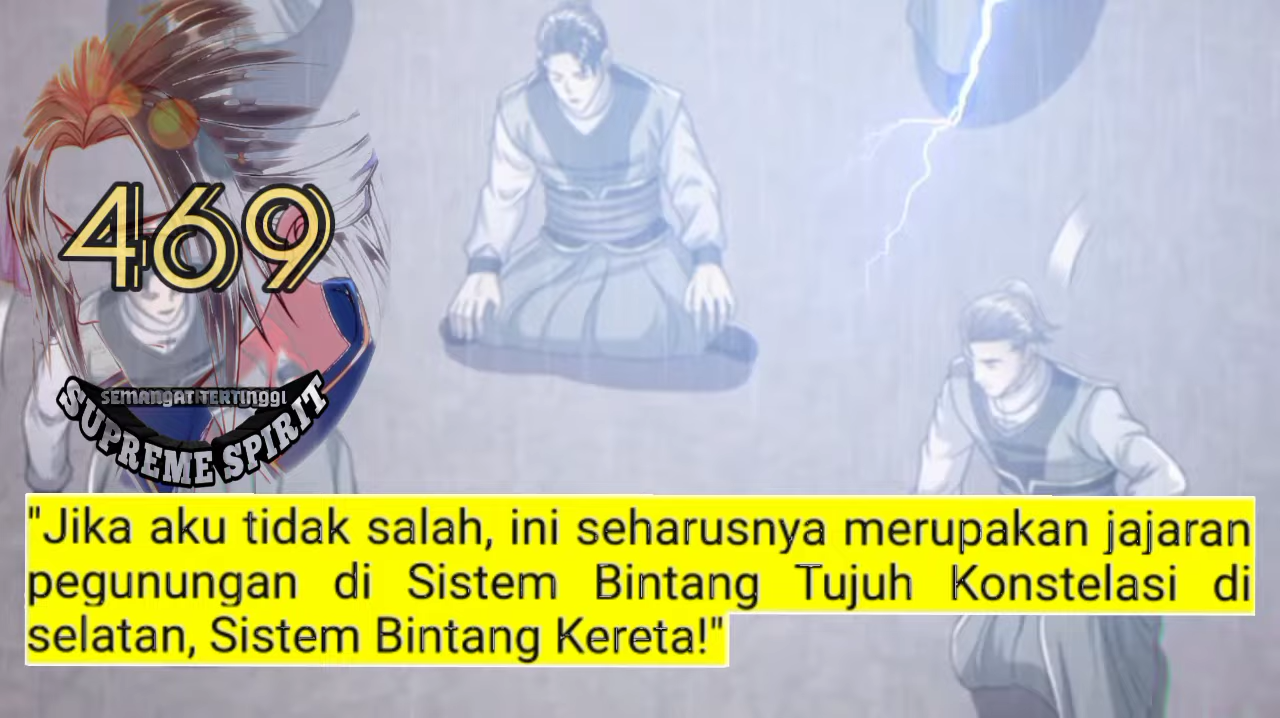 469
SEMANGAT TERTINGGI
SUPREME SPIRIT
"Jika aku tidak salah, ini seharusnya merupakan jajaran
pegunungan di Sistem Bintang Tujuh Konstelasi di
selatan, Sistem Bintang Kereta!"